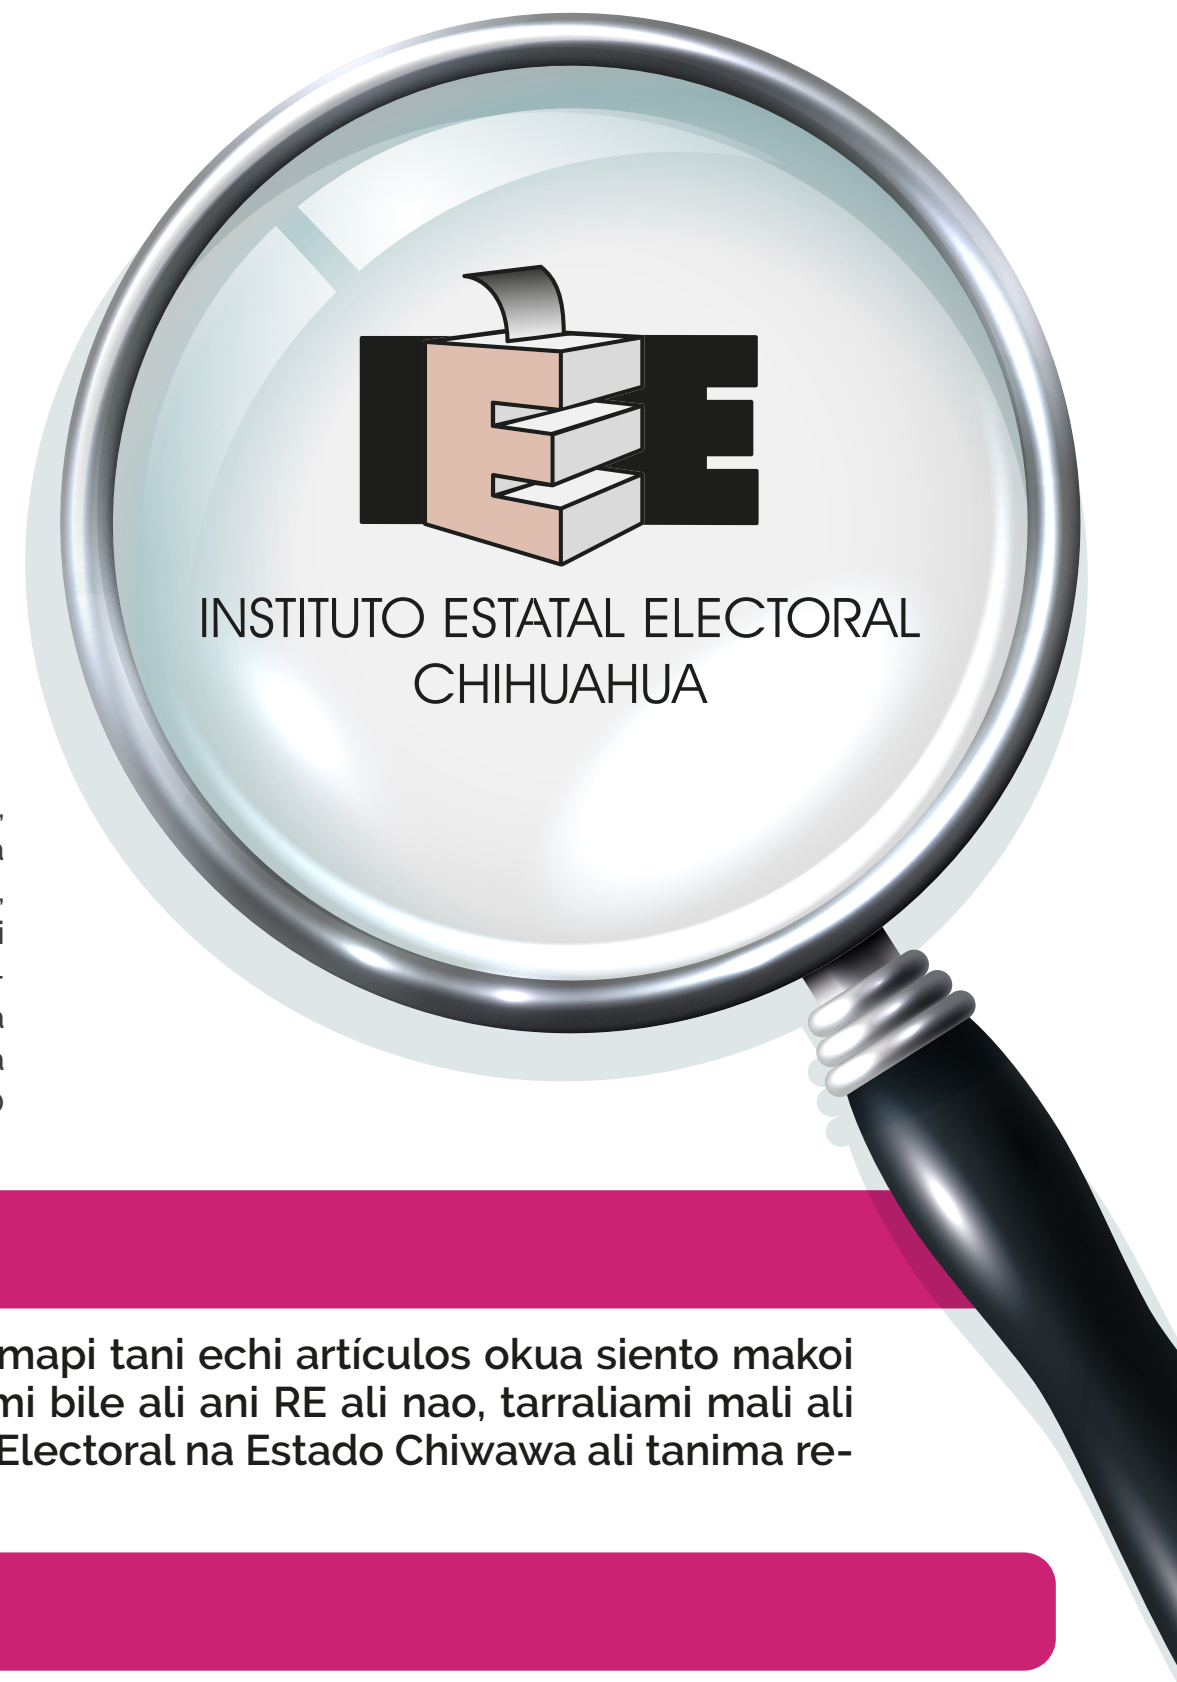 IEE
INSTITUTO ESTATAL ELECTORAL
CHIHUAHUA
mapi tani echi artículos okua siento makoi
bile ali ani RE ali nao, tarraliami mali ali
Electoral na Estado Chiwawa ali tanima re-